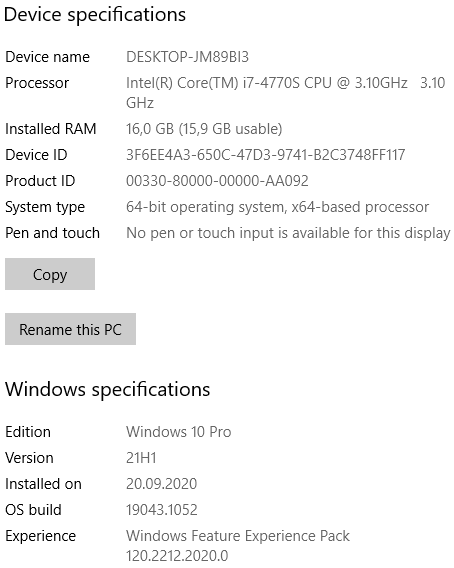 Device specifications
Device name DESKTOP-JM89BI3
Processor Intel(R) Core(TM) i7-4770S CPU @ 3.10GHz 3.10
GHz
Installed RAM 16,0 GB (15,9 GB usable)
Device ID 3F6EE4A3-650C-47D3-9741-B2C3748FF117
Product ID 00330-80000-00000-AA092
System type 64-bit operating system, x64-based processor
Pen and touch No pen or touch input is available for this display
Copy
Rename this PC
Windows specifications
Edition Windows 10 Pro
Version 21H1
Installed on 20.09.2020
OS build 19043.1052
Experience Windows Feature Experience Pack
120.2212.2020.0